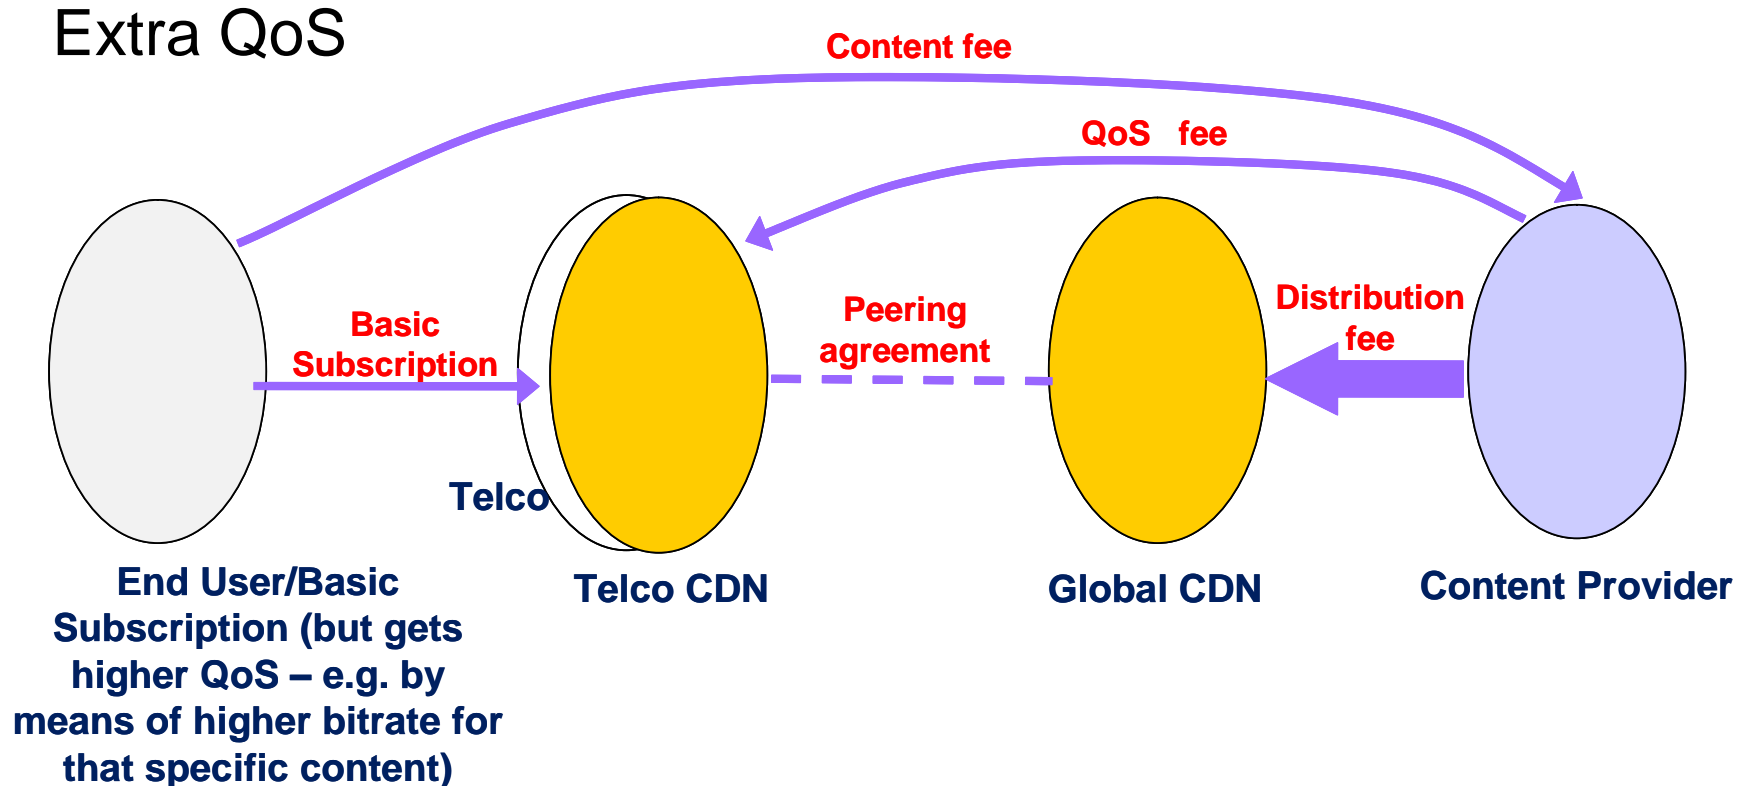 Extra QoS
Content fee
QoS fee
Basic
Subscription
Peering
agreement
Distribution
fee
Telco
End User/Basic
Subscription (but gets
higher QoS – e.g. by
means of higher bitrate for
that specific content)
Telco CDN
Global CDN
Content Provider